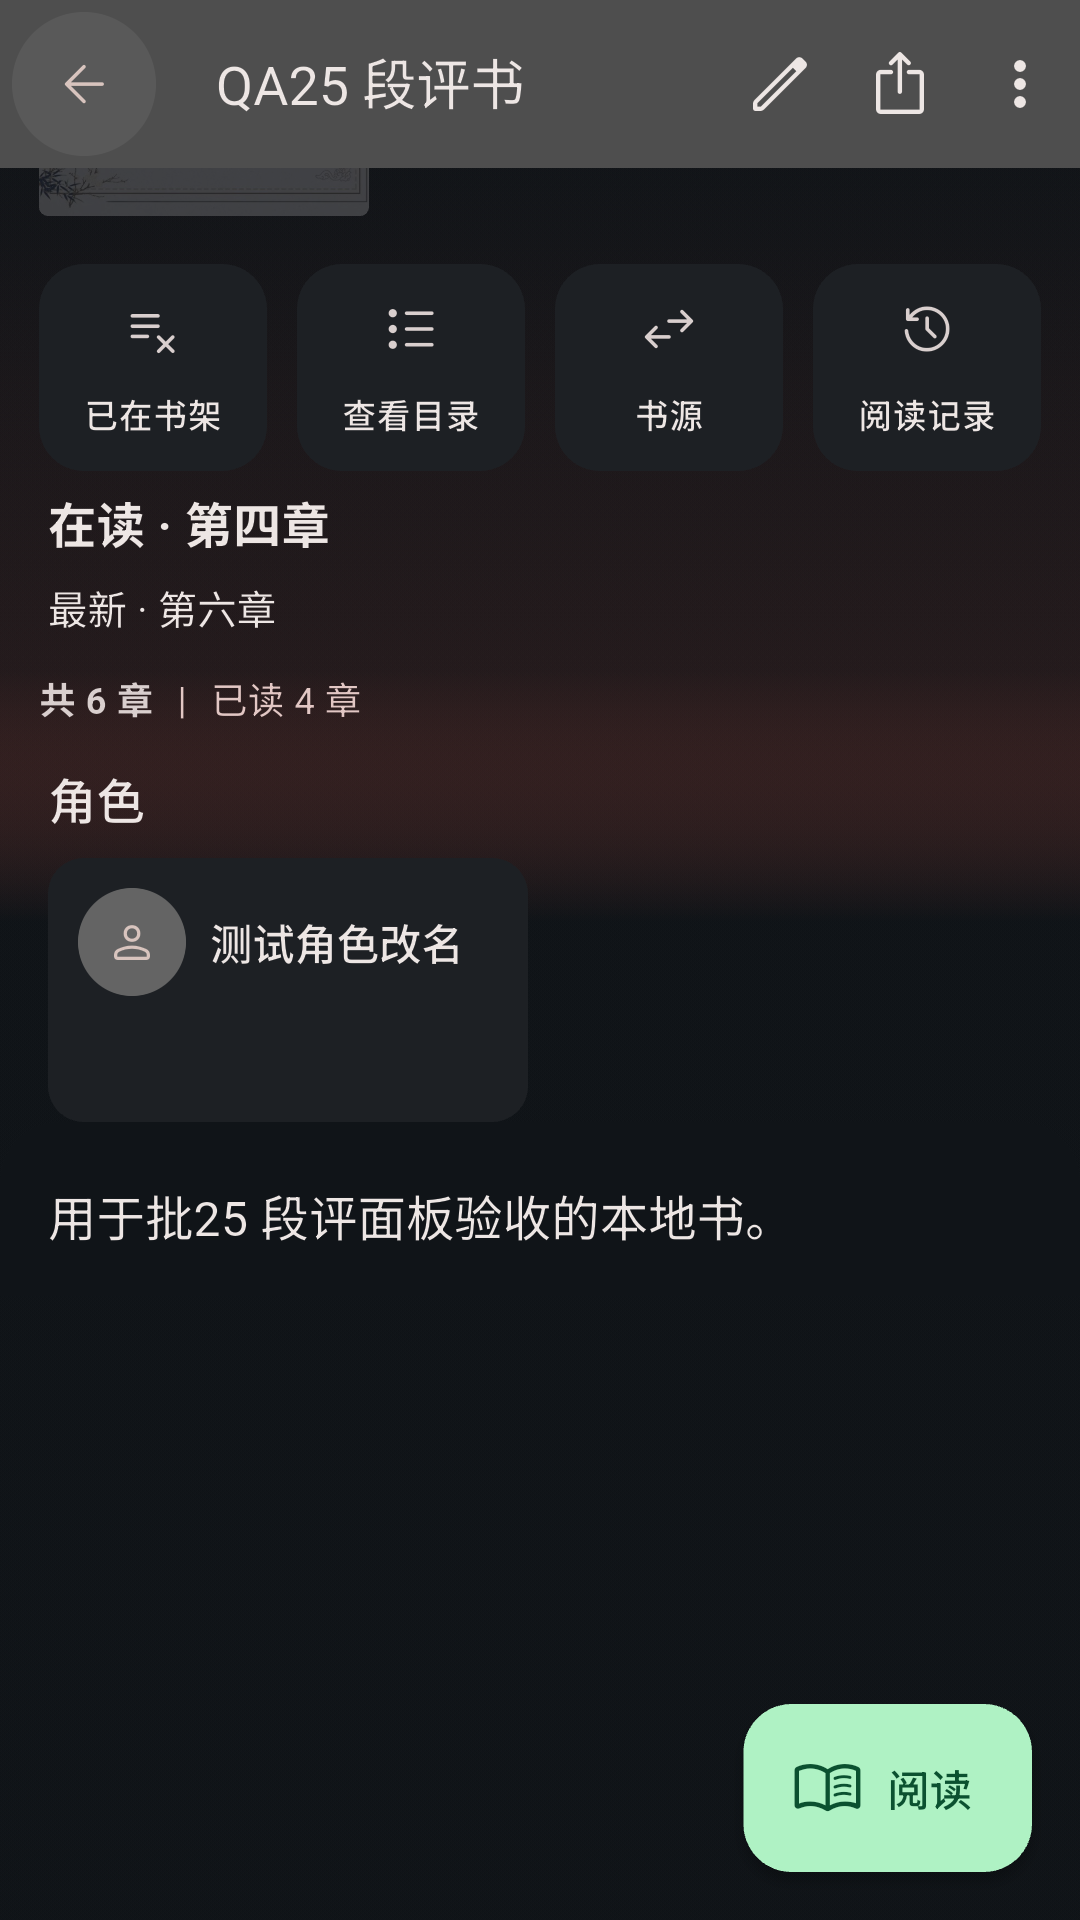 QA25 段评书
已在书架
查看目录
书源
阅读记录
在读 · 第四章
最新 · 第六章
共 6 章 | 已读 4 章
角色
测试角色改名
用于批25 段评面板验收的本地书。
阅读